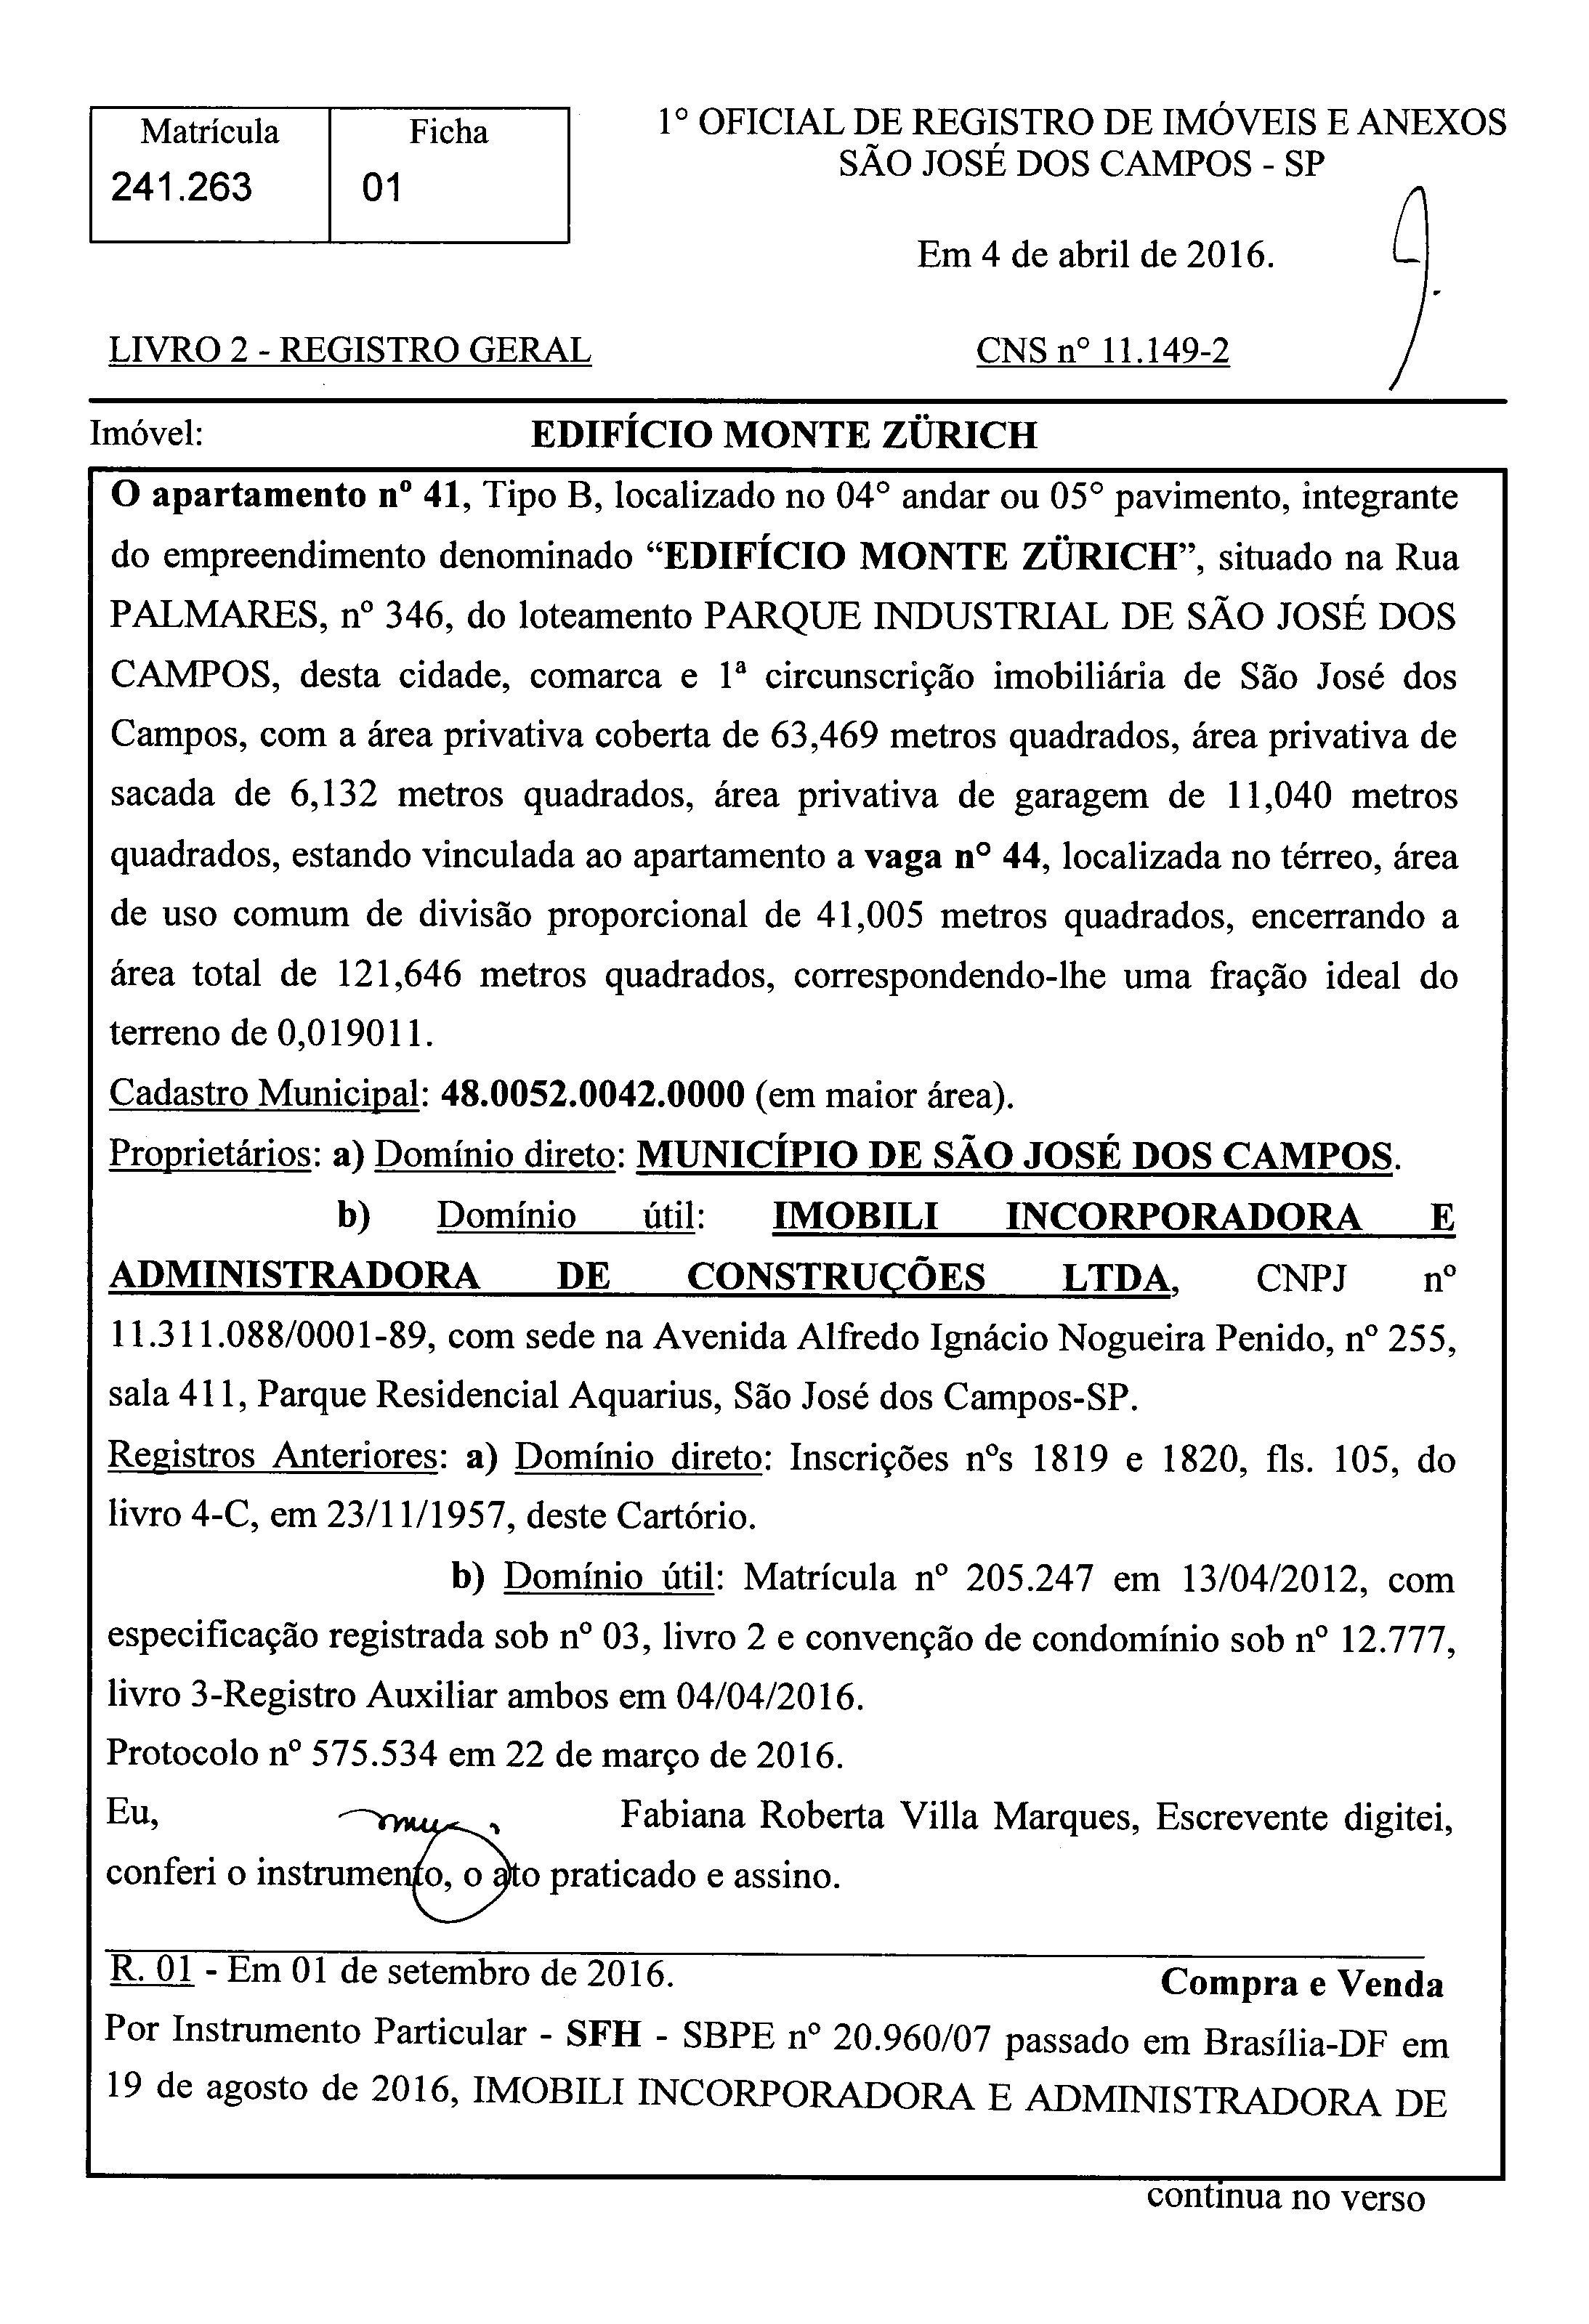 Matrícula
241.263
Ficha
01
1° OFICIAL DE REGISTRO DE IMÓVEIS E ANEXOS
SÃO JOSÉ DOS CAMPOS - SP
Em 4 de abril de 2016.
LIVRO 2 - REGISTRO GERAL
CNS n° 11.149-2
Imóvel: EDIFÍCIO MONTE ZÜRICH
O apartamento nº 41, Tipo B, localizado no 04° andar ou 05° pavimento, integrante
do empreendimento denominado “EDIFÍCIO MONTE ZÜRICH”, situado na Rua
PALMARES, nº 346, do loteamento PARQUE INDUSTRIAL DE SÃO JOSÉ DOS
CAMPOS, desta cidade, comarca e 1ª circunscrição imobiliária de São José dos
Campos, com a área privativa coberta de 63,469 metros quadrados, área privativa de
sacada de 6,132 metros quadrados, área privativa de garagem de 11,040 metros
quadrados, estando vinculada ao apartamento a vaga n° 44, localizada no térreo, área
de uso comum de divisão proporcional de 41,005 metros quadrados, encerrando a
área total de 121,646 metros quadrados, correspondendo-lhe uma fração ideal do
terreno de 0,019011.
Cadastro Municipal: 48.0052.0042.0000 (em maior área).
Proprietários: a) Domínio direto: MUNICÍPIO DE SÃO JOSÉ DOS CAMPOS.
b) Domínio útil: IMOBILI INCORPORADORA E
ADMINISTRADORA DE CONSTRUÇÕES LTDA, CNPJ nº
11.311.088/0001-89, com sede na Avenida Alfredo Ignácio Nogueira Penido, nº 255,
sala 411, Parque Residencial Aquarius, São José dos Campos-SP.
Registros Anteriores: a) Domínio direto: Inscrições nºs 1819 e 1820, fls. 105, do
livro 4-C, em 23/11/1957, deste Cartório.
b) Domínio útil: Matrícula nº 205.247 em 13/04/2012, com
especificação registrada sob nº 03, livro 2 e convenção de condomínio sob nº 12.777,
livro 3-Registro Auxiliar ambos em 04/04/2016.
Protocolo nº 575.534 em 22 de março de 2016.
Eu, Fabiana Roberta Villa Marques, Escrevente digitei,
conferi o instrumento, o ato praticado e assino.
R. 01 - Em 01 de setembro de 2016.
Compra e Venda
Por Instrumento Particular - SFH - SBPE nº 20.960/07 passado em Brasília-DF em
19 de agosto de 2016, IMOBILI INCORPORADORA E ADMINISTRADORA DE
continua no verso